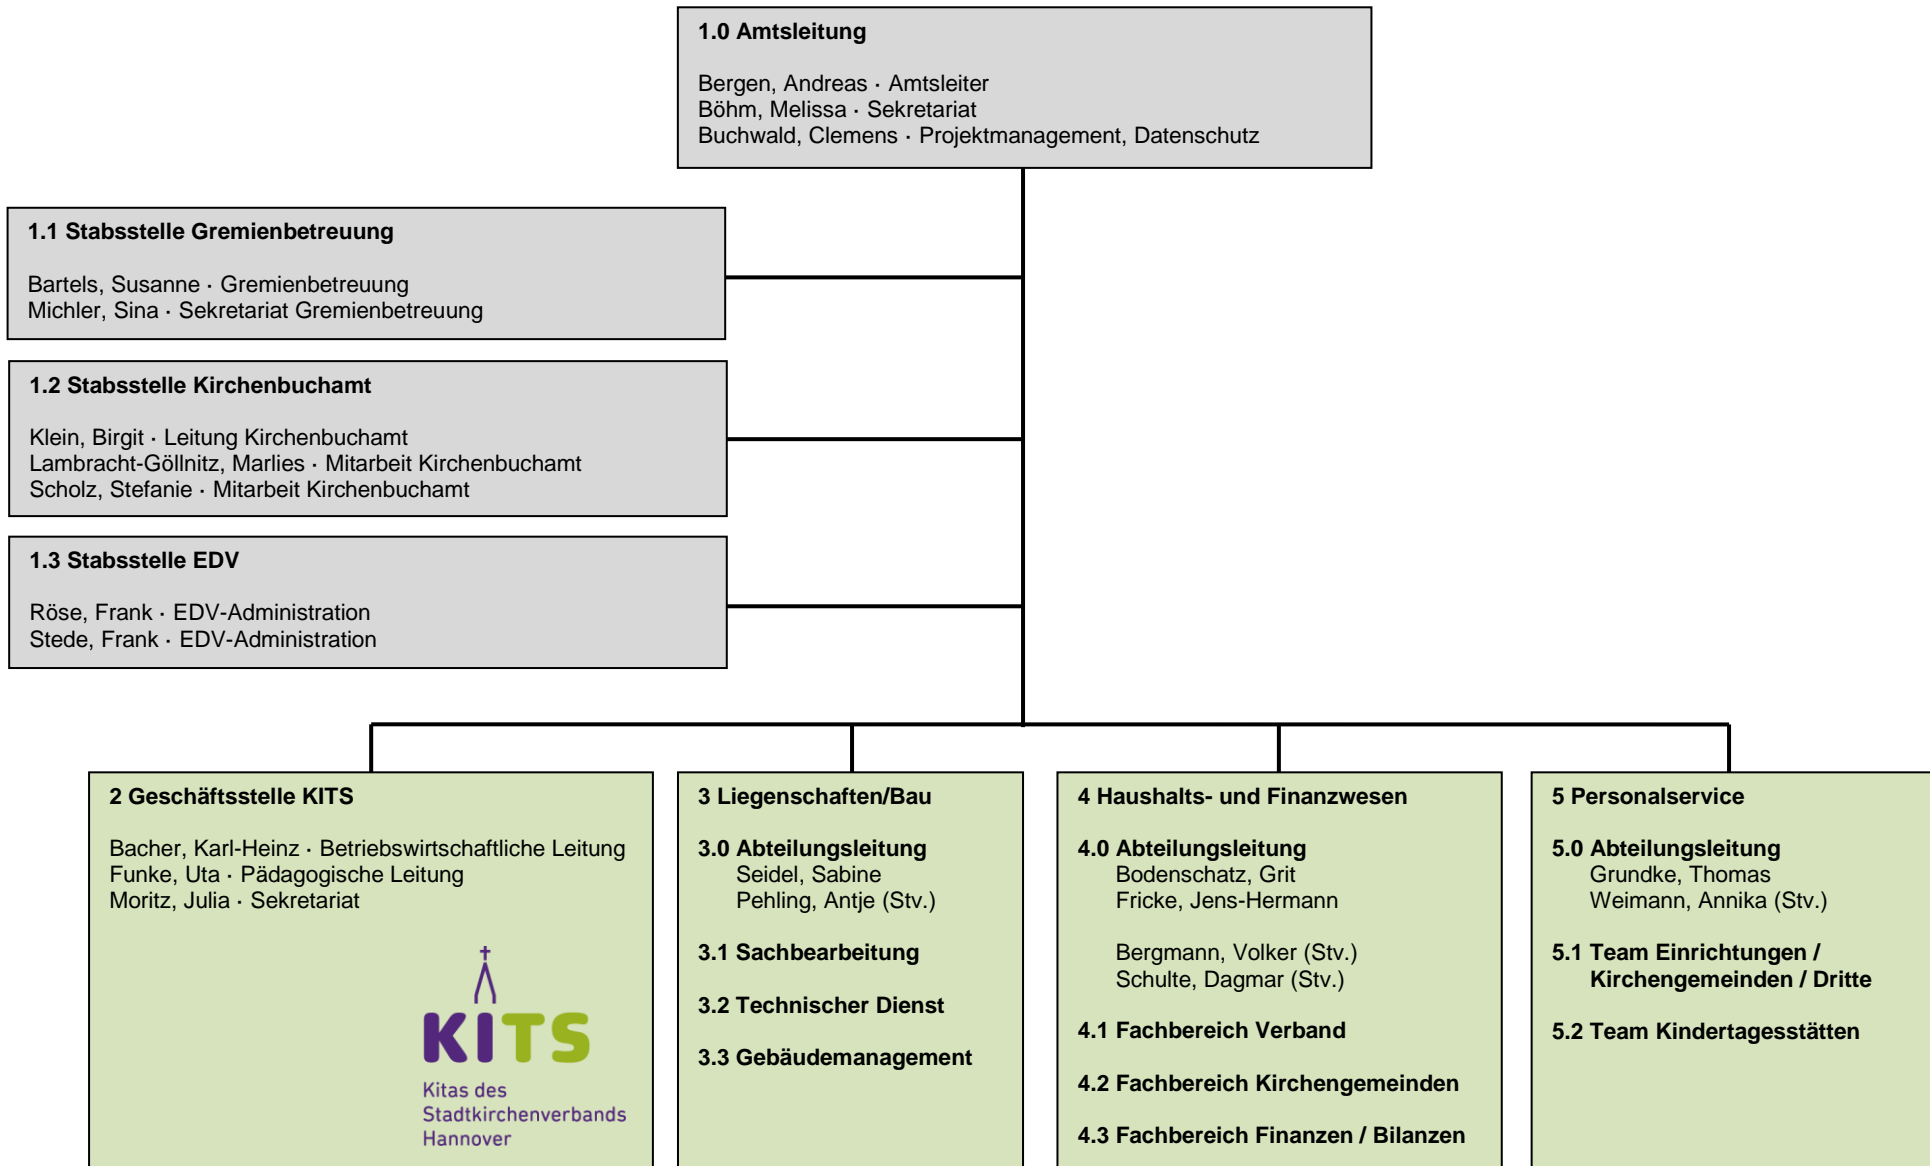 1.0 Amtsleitung
Bergen, Andreas · Amtsleiter
Böhm, Melissa · Sekretariat
Buchwald, Clemens · Projektmanagement, Datenschutz
1.1 Stabsstelle Gremienbetreuung
Bartels, Susanne · Gremienbetreuung
Michler, Sina · Sekretariat Gremienbetreuung
1.2 Stabsstelle Kirchenbuchamt
Klein, Birgit · Leitung Kirchenbuchamt
Lambracht-Göllnitz, Marlies · Mitarbeit Kirchenbuchamt
Scholz, Stefanie · Mitarbeit Kirchenbuchamt
1.3 Stabsstelle EDV
Röse, Frank · EDV-Administration
Stede, Frank · EDV-Administration
2 Geschäftsstelle KITS
Bacher, Karl-Heinz · Betriebswirtschaftliche Leitung
Funke, Uta · Pädagogische Leitung
Moritz, Julia · Sekretariat
KITS
Kitas des
Stadtkirchenverbands
Hannover
3 Liegenschaften/Bau
3.0 Abteilungsleitung
Seidel, Sabine
Pehling, Antje (Stv.)
3.1 Sachbearbeitung
3.2 Technischer Dienst
3.3 Gebäudemanagement
4 Haushalts- und Finanzwesen
4.0 Abteilungsleitung
Bodenschatz, Grit
Fricke, Jens-Hermann
Bergmann, Volker (Stv.)
Schulte, Dagmar (Stv.)
4.1 Fachbereich Verband
4.2 Fachbereich Kirchengemeinden
4.3 Fachbereich Finanzen / Bilanzen
5 Personalservice
5.0 Abteilungsleitung
Grundke, Thomas
Weimann, Annika (Stv.)
5.1 Team Einrichtungen /
Kirchengemeinden / Dritte
5.2 Team Kindertagesstätten